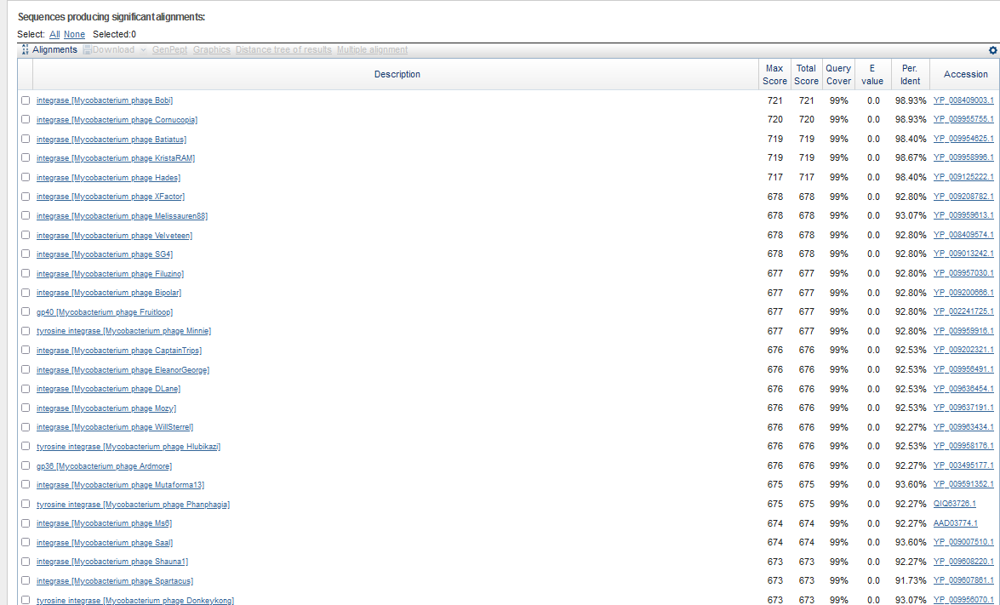 Sequences producing significant alignments:
Select: All None Selected:0
Alignments Download GenPept Graphics Distance tree of results Multiple alignment
Description Max Score Total Score Query Cover E value Per. Ident Accession
integrase [Mycobacterium phage Bobi] 721 721 99% 0.0 98.93% YP_008409003.1
integrase [Mycobacterium phage Cornucopia] 720 720 99% 0.0 98.93% YP_009955755.1
integrase [Mycobacterium phage Batiatus] 719 719 99% 0.0 98.40% YP_009954625.1
integrase [Mycobacterium phage KristaRAM] 719 719 99% 0.0 98.67% YP_009958996.1
integrase [Mycobacterium phage Hades] 717 717 99% 0.0 98.40% YP_009125222.1
integrase [Mycobacterium phage XFactor] 678 678 99% 0.0 92.80% YP_009208782.1
integrase [Mycobacterium phage Melissauren88] 678 678 99% 0.0 93.07% YP_009959613.1
integrase [Mycobacterium phage Velveteen] 678 678 99% 0.0 92.80% YP_008409574.1
integrase [Mycobacterium phage SG4] 678 678 99% 0.0 92.80% YP_009013242.1
integrase [Mycobacterium phage Filuzino] 677 677 99% 0.0 92.80% YP_009957030.1
integrase [Mycobacterium phage Bipolar] 677 677 99% 0.0 92.80% YP_009200666.1
gp40 [Mycobacterium phage Fruitloop] 677 677 99% 0.0 92.80% YP_002241725.1
tyrosine integrase [Mycobacterium phage Minnie] 677 677 99% 0.0 92.80% YP_009959916.1
integrase [Mycobacterium phage CaptainTrips] 676 676 99% 0.0 92.53% YP_009202321.1
integrase [Mycobacterium phage EleanorGeorge] 676 676 99% 0.0 92.53% YP_009956491.1
integrase [Mycobacterium phage DLane] 676 676 99% 0.0 92.53% YP_009636454.1
integrase [Mycobacterium phage Mozy] 676 676 99% 0.0 92.53% YP_009637191.1
integrase [Mycobacterium phage WillSterrel] 676 676 99% 0.0 92.27% YP_009963434.1
tyrosine integrase [Mycobacterium phage Hlubikazi] 676 676 99% 0.0 92.53% YP_009958176.1
gp36 [Mycobacterium phage Ardmore] 676 676 99% 0.0 92.27% YP_003495177.1
integrase [Mycobacterium phage Mutaforma13] 675 675 99% 0.0 93.60% YP_009591352.1
tyrosine integrase [Mycobacterium phage Phanphagia] 675 675 99% 0.0 92.27% QIQ63726.1
integrase [Mycobacterium phage Ms6] 674 674 99% 0.0 92.27% AAD03774.1
integrase [Mycobacterium phage Saal] 674 674 99% 0.0 93.60% YP_009007510.1
integrase [Mycobacterium phage Shauna1] 673 673 99% 0.0 92.27% YP_009608220.1
integrase [Mycobacterium phage Spartacus] 673 673 99% 0.0 91.73% YP_009607861.1
tyrosine integrase [Mycobacterium phage Donkeykong] 673 673 99% 0.0 93.07% YP_009956070.1